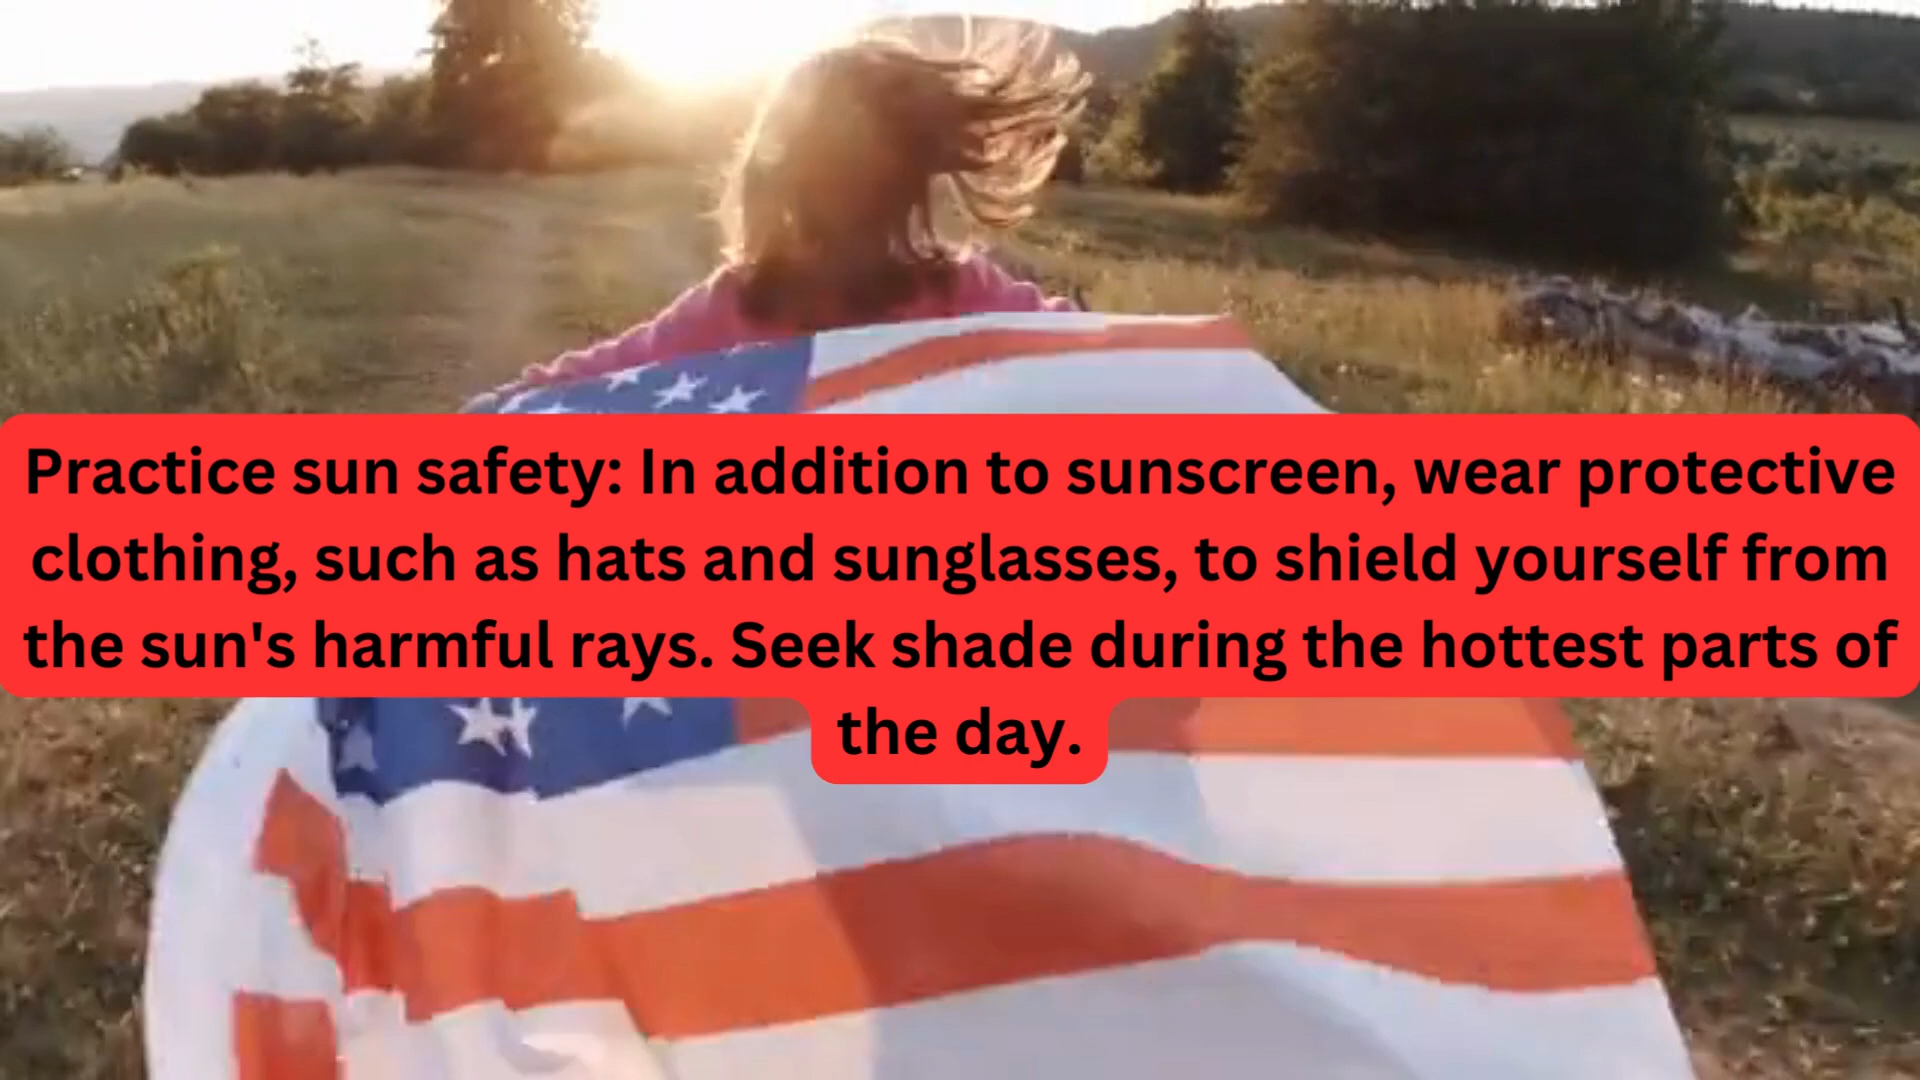 Practice sun safety: In addition to sunscreen, wear protective
clothing, such as hats and sunglasses, to shield yourself from
the sun's harmful rays. Seek shade during the hottest parts of
the day.